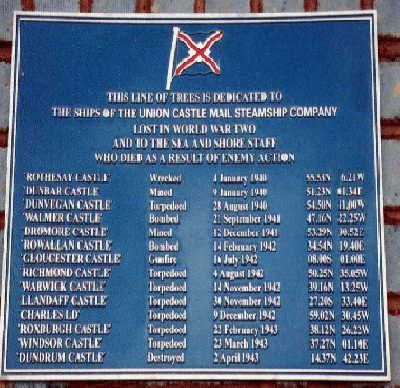 THIS LINE OF TREES IS DEDICATED TO
THE SHIPS OF THE UNION CASTLE MAIL STEAMSHIP COMPANY
LOST IN WORLD WAR TWO
AND TO THE SEA AND SHORE STAFF
WHO DIED AS A RESULT OF ENEMY ACTION
'ROTHESAY CASTLE' Wrecked 4 January 1940 55.53N 6.21W
'DUNBAR CASTLE' Mined 9 January 1940 51.23N 01.34E
'DUNVEGAN CASTLE' Torpedoed 28 August 1940 54.50N 11.00W
'WALMER CASTLE' Bombed 21 September 1941 47.16N 22.25W
'DROMORE CASTLE' Mined 12 December 1941 53.29N 00.52E
'ROWALLAN CASTLE' Bombed 14 February 1942 34.54N 19.40E
'GLOUCESTER CASTLE' Gunfire 16 July 1942 08.00S 01.00E
'RICHMOND CASTLE' Torpedoed 4 August 1942 50.25N 35.05W
'WARWICK CASTLE' Torpedoed 14 November 1942 39.16N 13.25W
'LLANDAFF CASTLE' Torpedoed 30 November 1942 27.20S 33.40E
'CHARLES LD' Torpedoed 9 December 1942 59.02N 30.45W
'ROXBURGH CASTLE' Torpedoed 22 February 1943 38.12N 26.22W
'WINDSOR CASTLE' Torpedoed 23 March 1943 37.27N 01.10E
'DUNDRUM CASTLE' Destroyed 2 April 1943 14.37N 42.23E